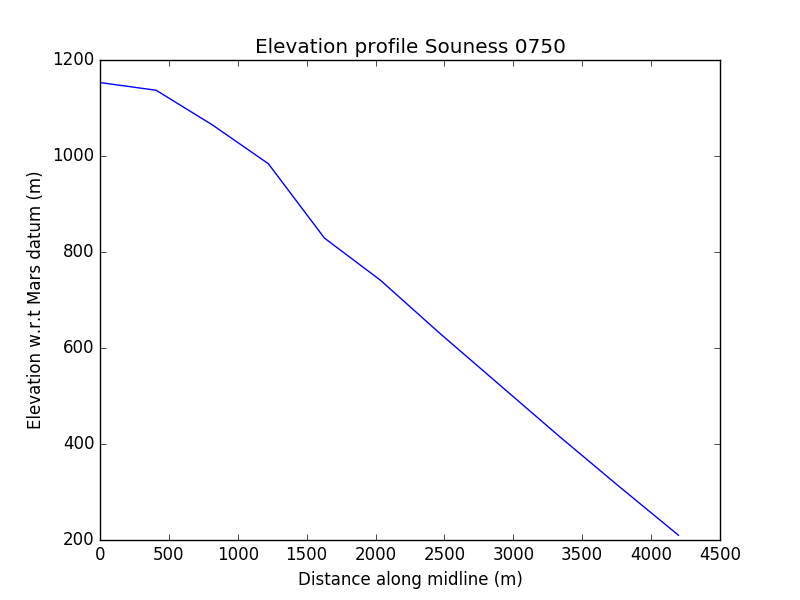 Elevation profile Souness 0750
1200
1000
800
600
400
200
Elevation w.r.t Mars datum (m)
0 500 1000 1500 2000 2500 3000 3500 4000 4500
Distance along midline (m)